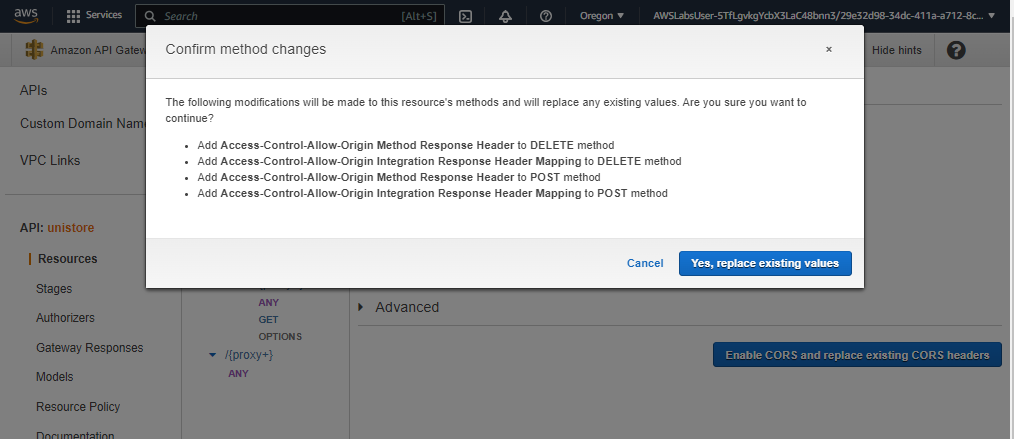 aws
Services
Search
[Alt+S]
Oregon
AWSLabsUser-5TfLgvkgYcbX3LaC48bnn3/29e32d98-34dc-411a-a712-8c...
Amazon API Gatew
Hide hints
Confirm method changes
×
The following modifications will be made to this resource's methods and will replace any existing values. Are you sure you want to
continue?
• Add Access-Control-Allow-Origin Method Response Header to DELETE method
• Add Access-Control-Allow-Origin Integration Response Header Mapping to DELETE method
• Add Access-Control-Allow-Origin Method Response Header to POST method
• Add Access-Control-Allow-Origin Integration Response Header Mapping to POST method
Cancel
Yes, replace existing values
APIs
Custom Domain Nam
VPC Links
API: unistore
Resources
Stages
Authorizers
Gateway Responses
Models
Resource Policy
Documentation
ANY
GET
OPTIONS
/{proxy+}
ANY
Advanced
Enable CORS and replace existing CORS headers